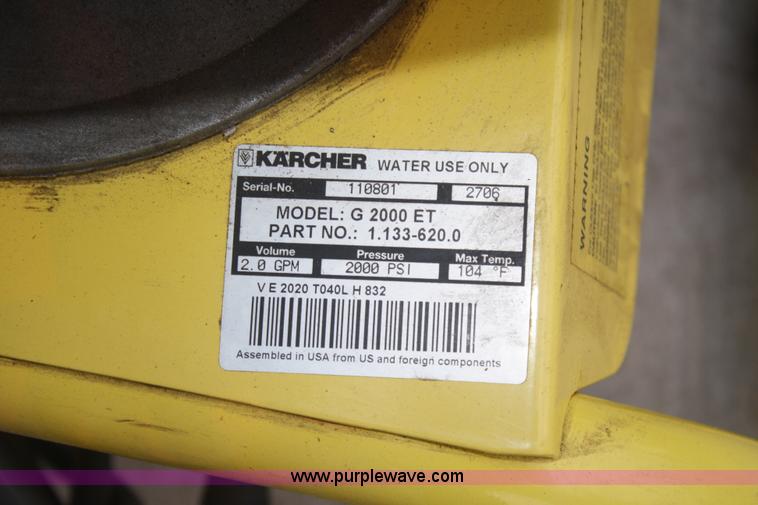 KÄRCHER WATER USE ONLY
Serial-No. 110801 2706
MODEL: G 2000 ET
PART NO.: 1.133-620.0
Volume Pressure Max Temp.
2.0 GPM 2000 PSI 104 °F
V E 2020 T040L H 832
Assembled in USA from US and foreign components
WARNING
www.purplewave.com